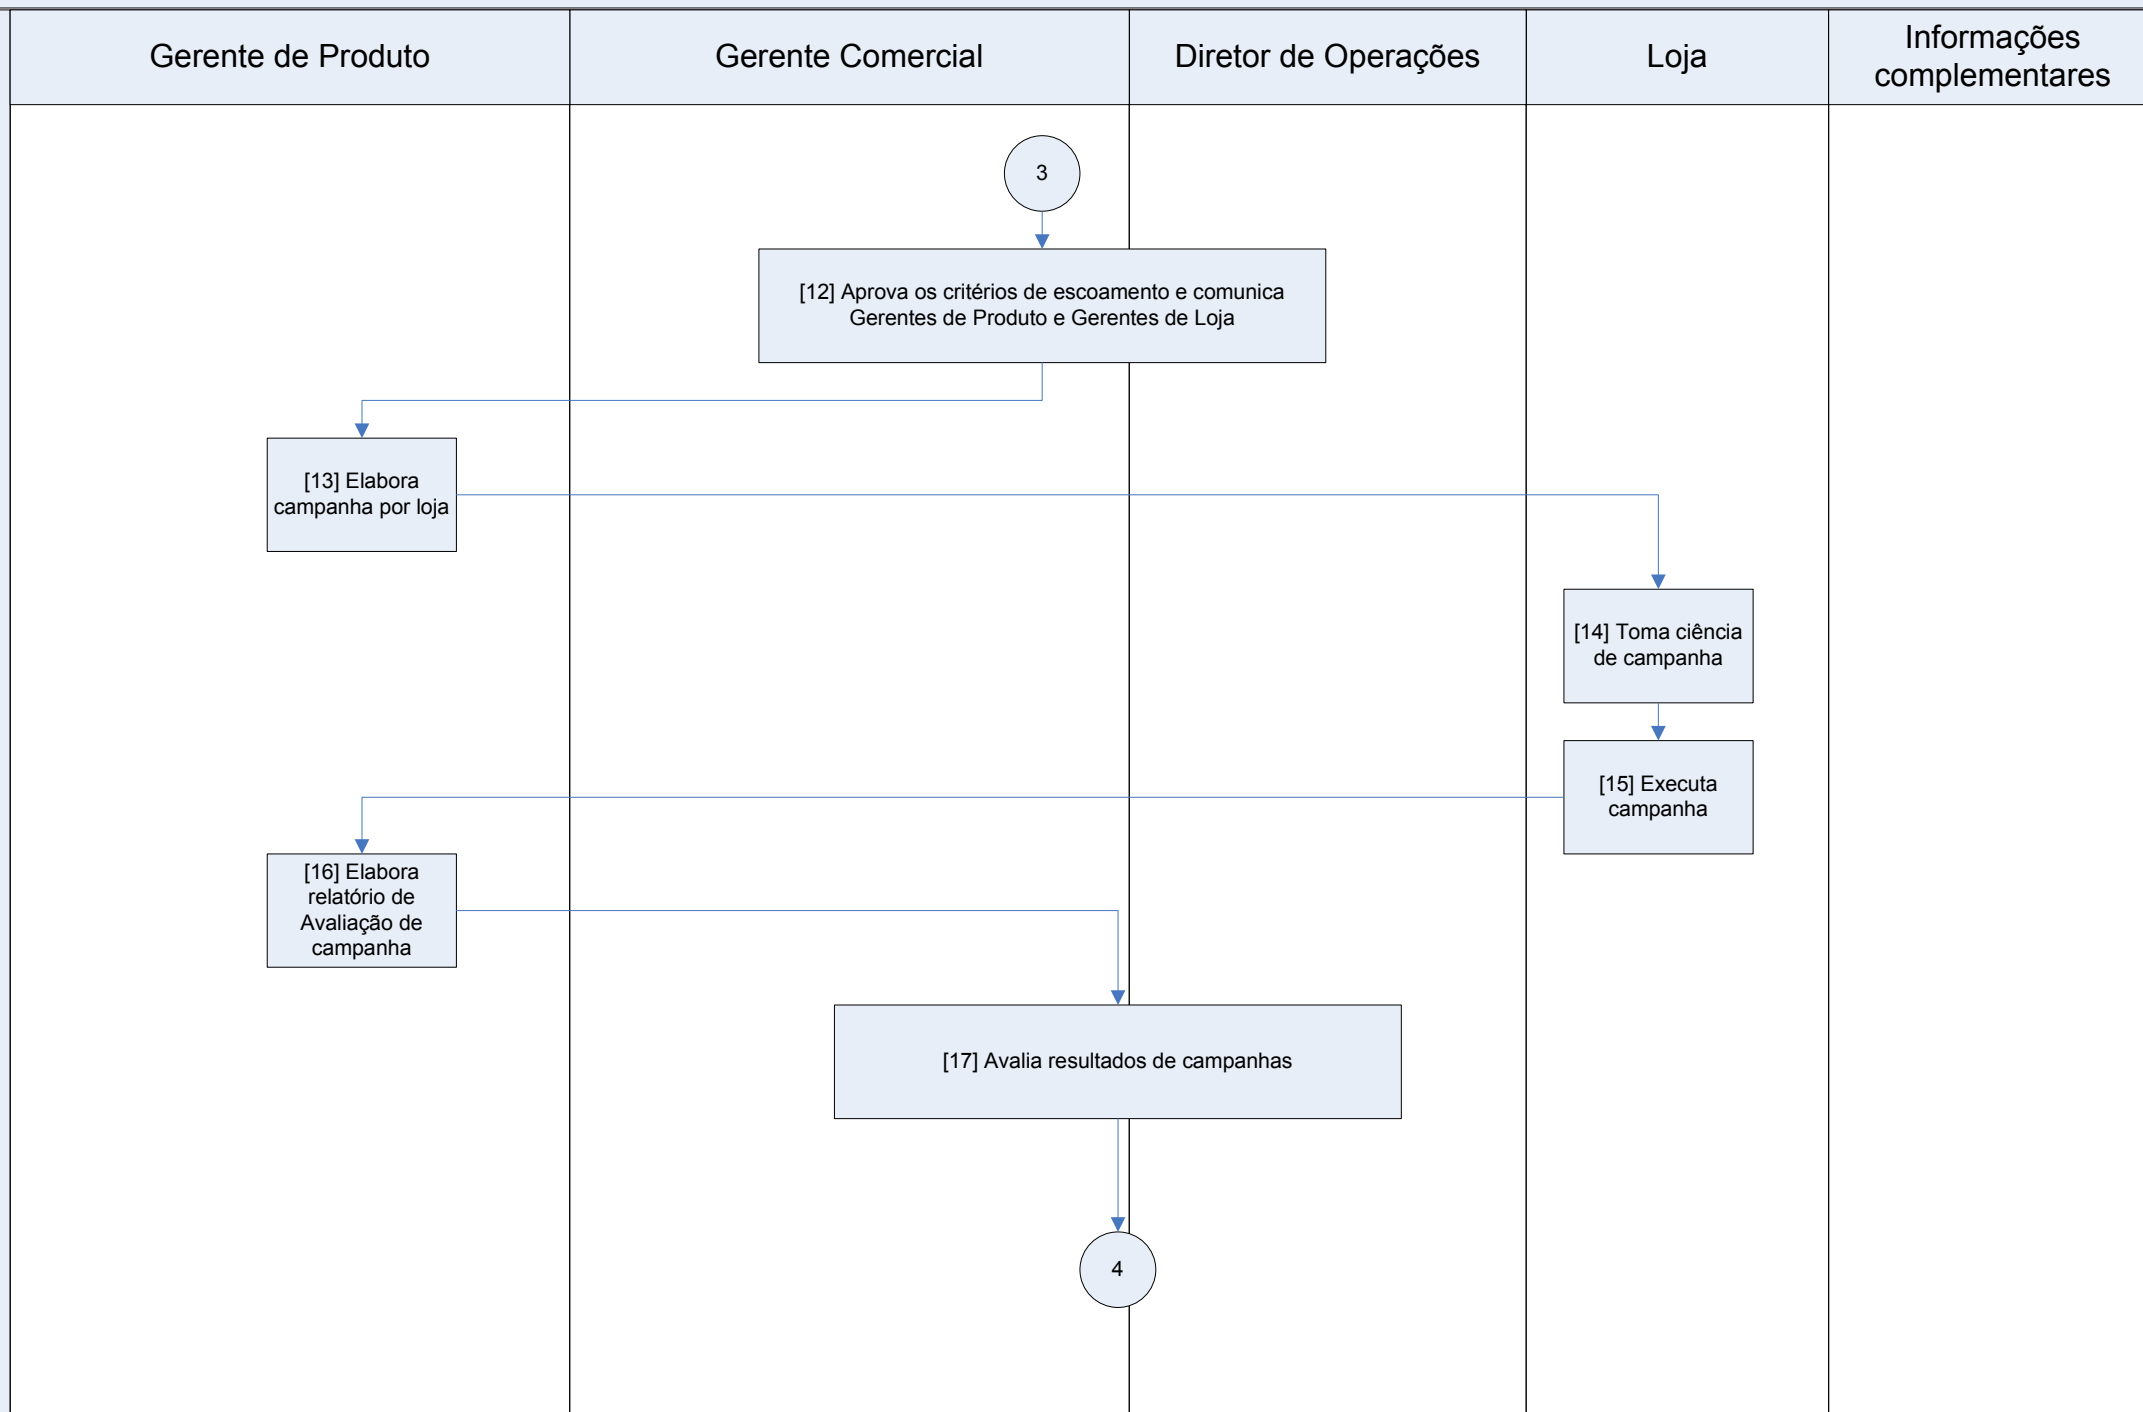 Gerente de Produto
Gerente Comercial
Diretor de Operações
Loja
Informações
complementares
3
[12] Aprova os critérios de escoamento e comunica
Gerentes de Produto e Gerentes de Loja
[13] Elabora
campanha por loja
[14] Toma ciência
de campanha
[15] Executa
campanha
[16] Elabora
relatório de
Avaliação de
campanha
[17] Avalia resultados de campanhas
4